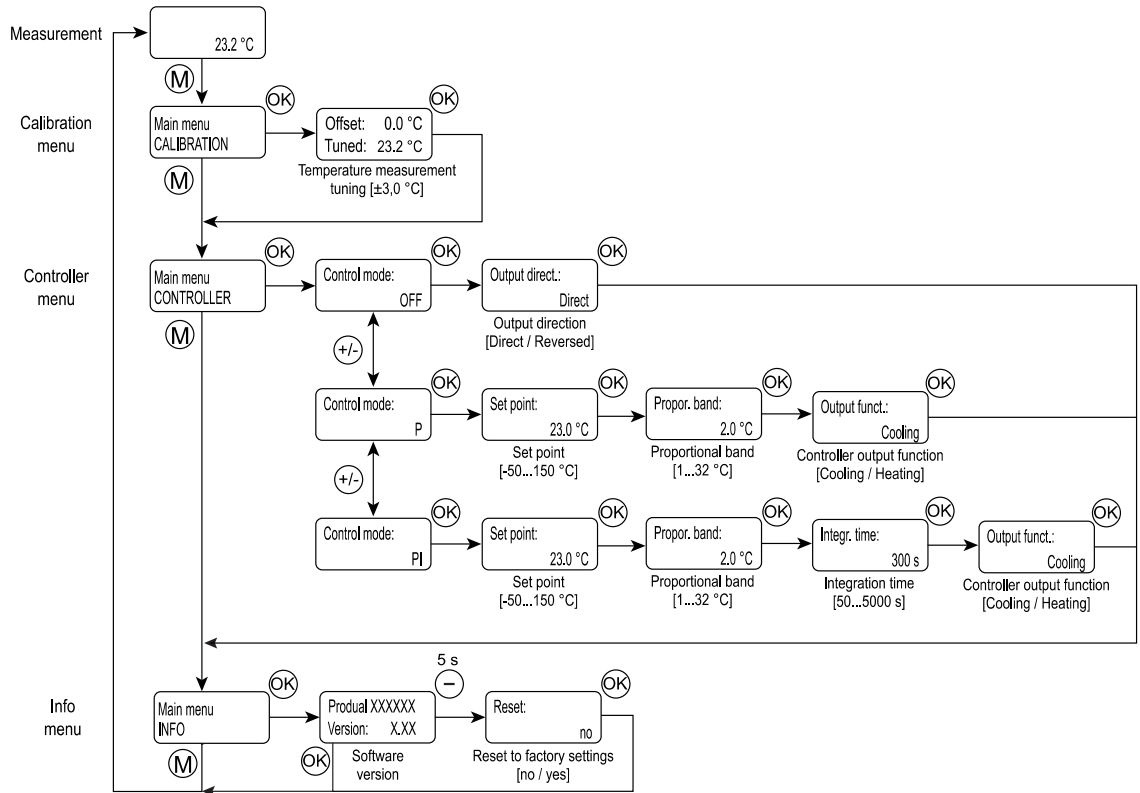 Measurement
23.2 °C
M
Calibration
menu
Main menu
CALIBRATION
OK
Offset: 0.0 °C
Tuned: 23.2 °C
OK
Temperature measurement
tuning [±3,0 °C]
M
Controller
menu
Main menu
CONTROLLER
OK
Control mode:
OFF
OK
Output direct.:
Direct
OK
Output direction
[Direct / Reversed]
M
+/-
Control mode:
P
OK
Set point:
23.0 °C
OK
Set point
[-50...150 °C]
Propor. band:
2.0 °C
OK
Proportional band
[1...32 °C]
Output funct.:
Cooling
OK
Controller output function
[Cooling / Heating]
+/-
Control mode:
PI
OK
Set point:
23.0 °C
OK
Set point
[-50...150 °C]
Propor. band:
2.0 °C
OK
Proportional band
[1...32 °C]
Integr. time:
300 s
OK
Integration time
[50...5000 s]
Output funct.:
Cooling
OK
Controller output function
[Cooling / Heating]
Info
menu
Main menu
INFO
OK
Produal XXXXXX
Version: X.XX
5 s
−
Reset:
no
OK
M
OK
Software
version
Reset to factory settings
[no / yes]